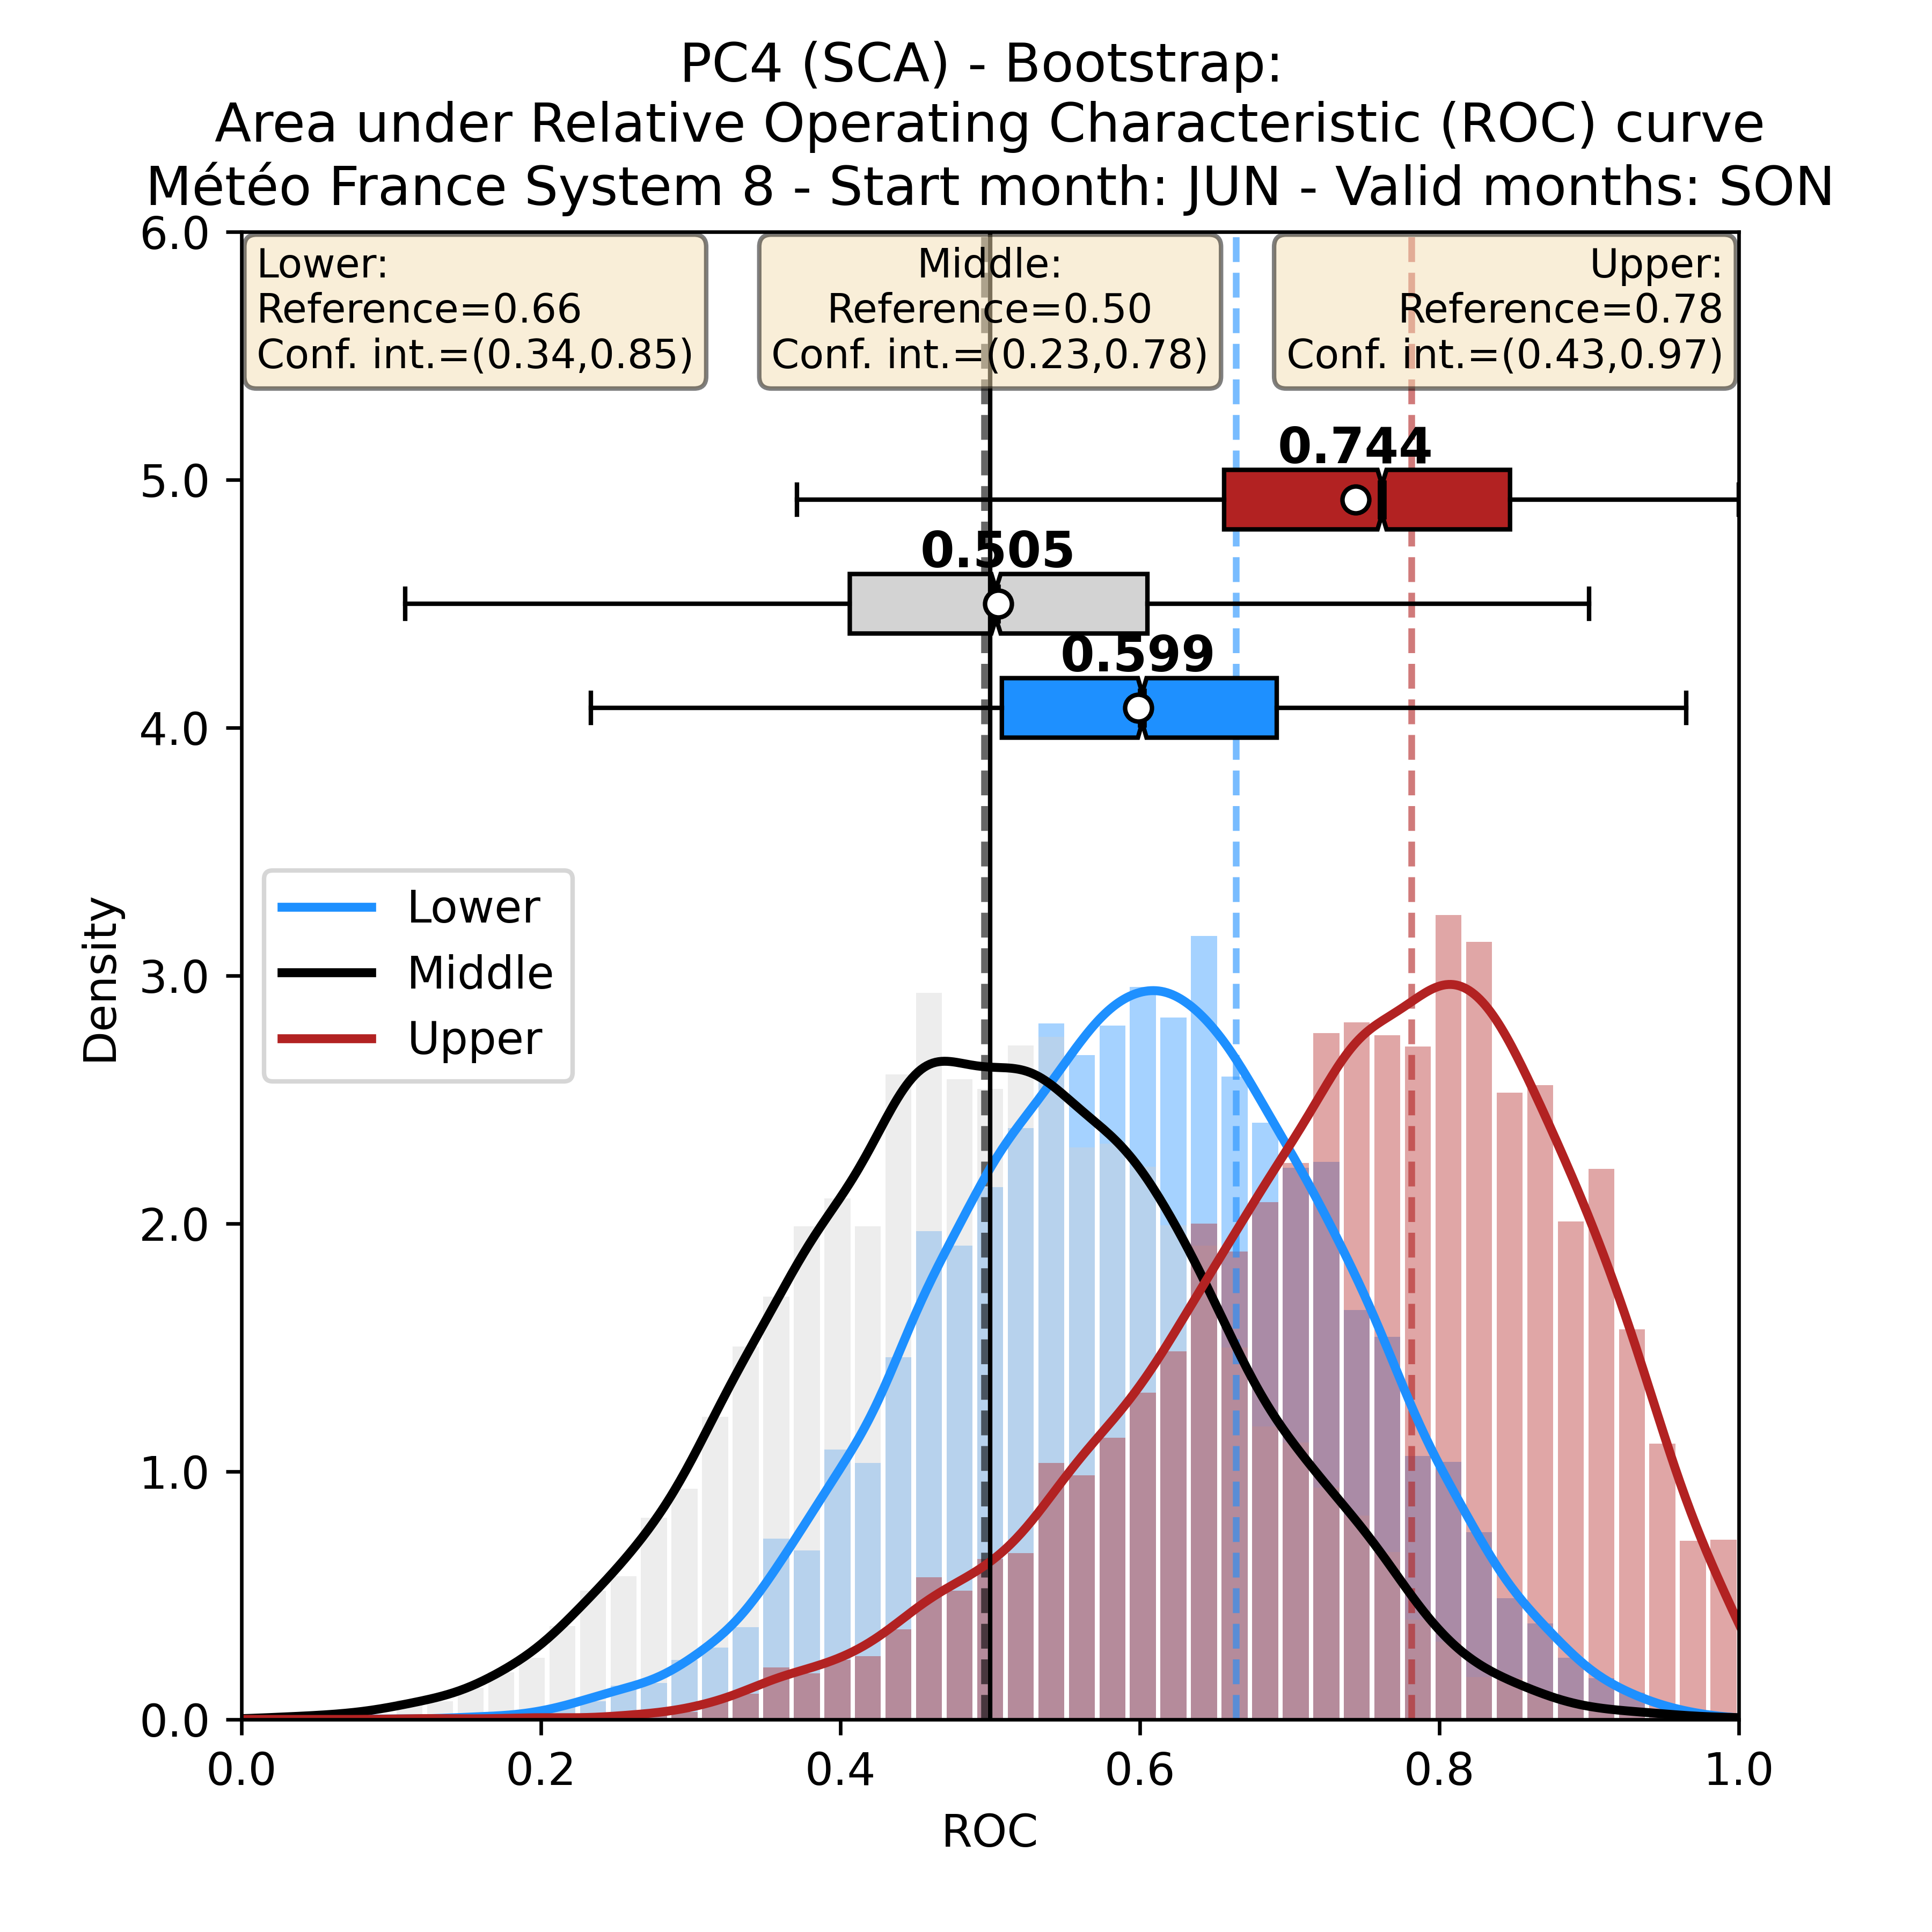 PC4 (SCA) - Bootstrap:
Area under Relative Operating Characteristic (ROC) curve
Météo France System 8 - Start month: JUN - Valid months: SON
Lower:
Reference=0.66
Conf. int.=(0.34,0.85)
Middle:
Reference=0.50
Conf. int.=(0.23,0.78)
Upper:
Reference=0.78
Conf. int.=(0.43,0.97)
0.744
0.505
0.599
Lower
Middle
Upper
Density
6.0
5.0
4.0
3.0
2.0
1.0
0.0
0.0 0.2 0.4 0.6 0.8 1.0
ROC